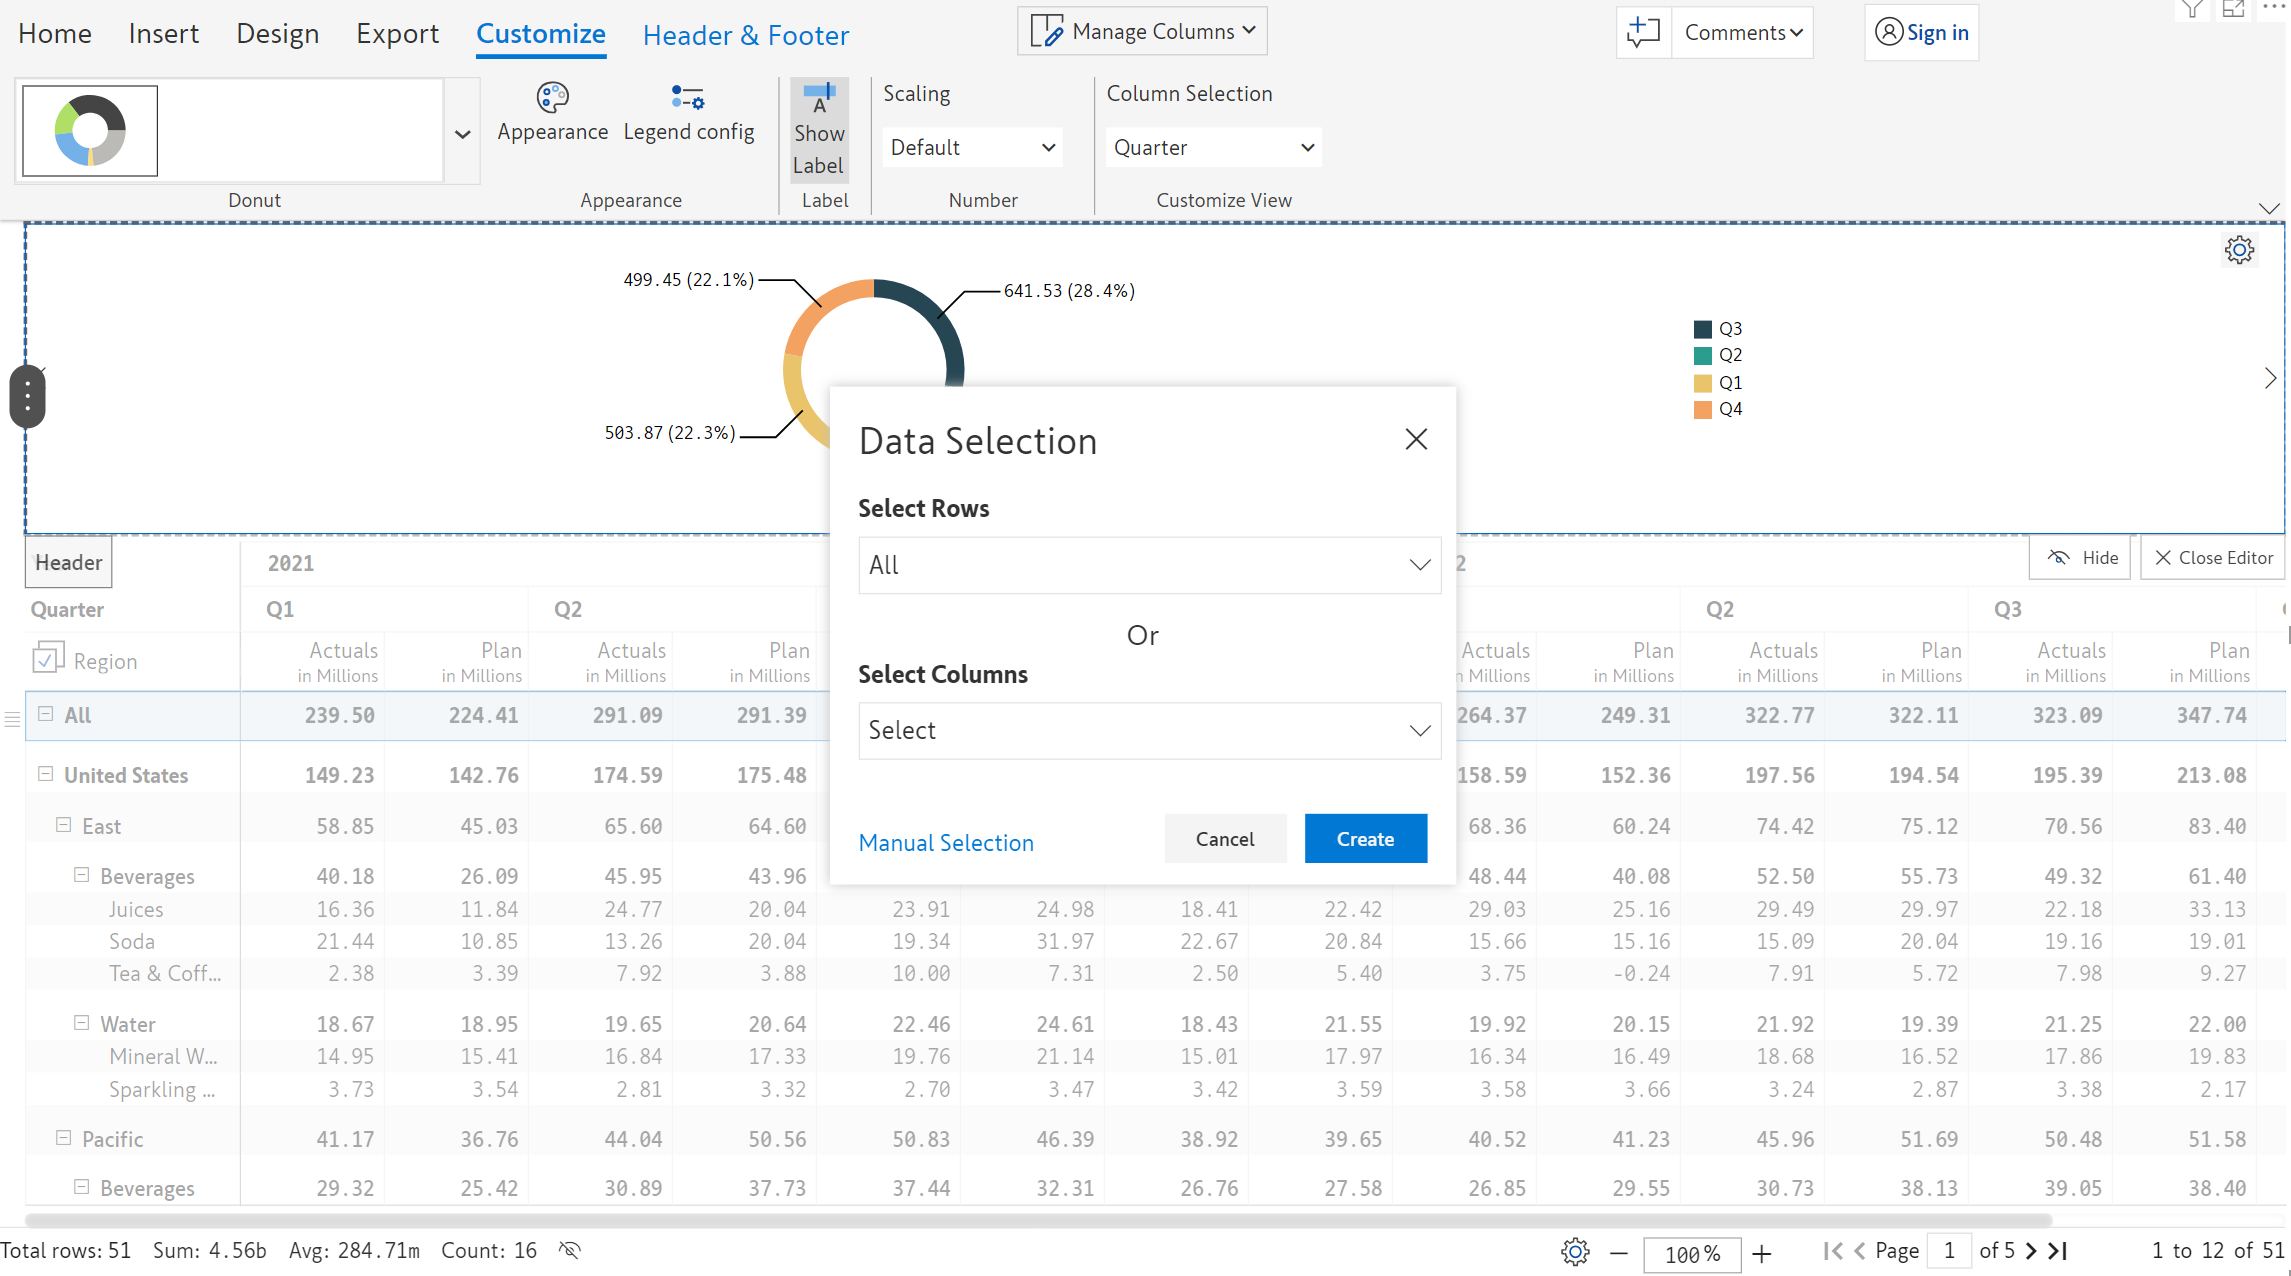 Home Insert Design Export Customize Header & Footer Manage Columns Comments Sign in
Appearance Legend config Show Label A Scaling Default Column Selection Quarter
Donut Appearance Label Number Customize View
499.45 (22.1%) 641.53 (28.4%)
503.87 (22.3%)
Q3
Q2
Q1
Q4
Data Selection
Select Rows
All
Or
Select Columns
Select
Manual Selection Cancel Create
Header 2021 2 Hide Close Editor
Quarter Q1 Q2 Q2 Q3
Region Actuals Plan Actuals Plan Actuals Plan Actuals Plan Actuals Plan
in Millions in Millions in Millions in Millions n Millions in Millions in Millions in Millions in Millions in Millions
All 239.50 224.41 291.09 291.39 264.37 249.31 322.77 322.11 323.09 347.74
United States 149.23 142.76 174.59 175.48 158.59 152.36 197.56 194.54 195.39 213.08
East 58.85 45.03 65.60 64.60 68.36 60.24 74.42 75.12 70.56 83.40
Beverages 40.18 26.09 45.95 43.96 48.44 40.08 52.50 55.73 49.32 61.40
Juices 16.36 11.84 24.77 20.04 23.91 24.98 18.41 22.42 29.03 25.16 29.49 29.97 22.18 33.13
Soda 21.44 10.85 13.26 20.04 19.34 31.97 22.67 20.84 15.66 15.16 15.09 20.04 19.16 19.01
Tea & Coff... 2.38 3.39 7.92 3.88 10.00 7.31 2.50 5.40 3.75 -0.24 7.91 5.72 7.98 9.27
Water 18.67 18.95 19.65 20.64 22.46 24.61 18.43 21.55 19.92 20.15 21.92 19.39 21.25 22.00
Mineral W... 14.95 15.41 16.84 17.33 19.76 21.14 15.01 17.97 16.34 16.49 18.68 16.52 17.86 19.83
Sparkling ... 3.73 3.54 2.81 3.32 2.70 3.47 3.42 3.59 3.58 3.66 3.24 2.87 3.38 2.17
Pacific 41.17 36.76 44.04 50.56 50.83 46.39 38.92 39.65 40.52 41.23 45.96 51.69 50.48 51.58
Beverages 29.32 25.42 30.89 37.73 37.44 32.31 26.76 27.58 26.85 29.55 30.73 38.13 39.05 38.40
Total rows: 51 Sum: 4.56b Avg: 284.71m Count: 16 100% Page 1 of 5 1 to 12 of 51